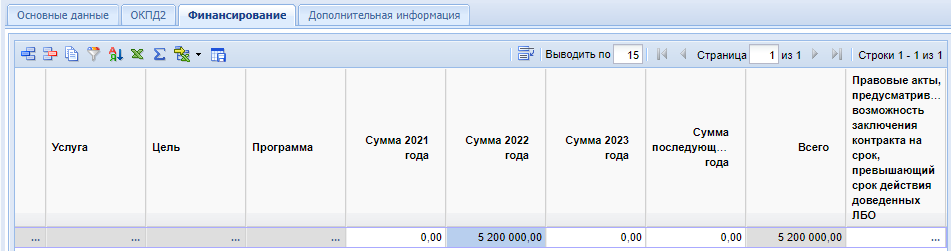 Основные данные ОКПД2 Финансирование Дополнительная информация
Выводить по 15 Страница 1 из 1 Строки 1 - 1 из 1
Услуга
Цель
Программа
Сумма 2021
года
Сумма 2022
года
Сумма 2023
года
Сумма
последующ...
года
Всего
Правовые акты,
предусматрив...
возможность
заключения
контракта на
срок,
превышающий
срок действия
доведенных
ЛБО
... ... ... ... 0,00 5 200 000,00 0,00 0,00 5 200 000,00 ...